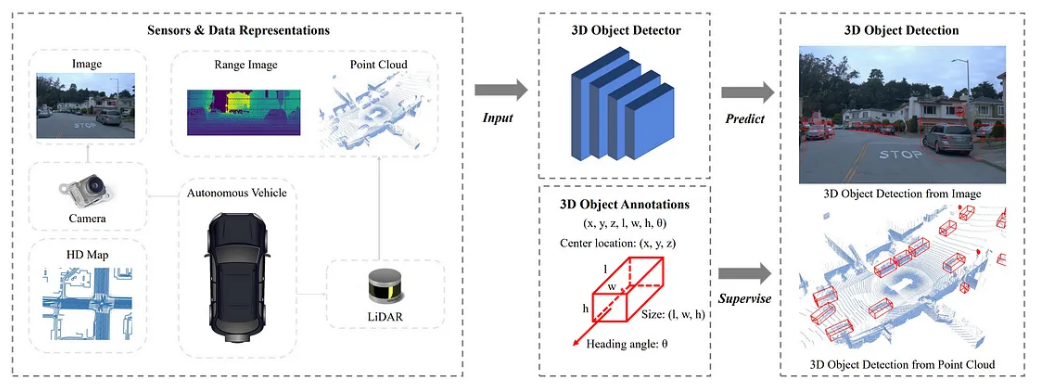 Sensors & Data Representations
Image
Range Image
Point Cloud
STOP
Camera
Autonomous Vehicle
HD Map
LiDAR
Input
3D Object Detector
3D Object Annotations
(x, y, z, l, w, h, θ)
Center location: (x, y, z)
l
w
h
Size: (l, w, h)
Heading angle: θ
Predict
Supervise
3D Object Detection
STOP
3D Object Detection from Image
3D Object Detection from Point Cloud